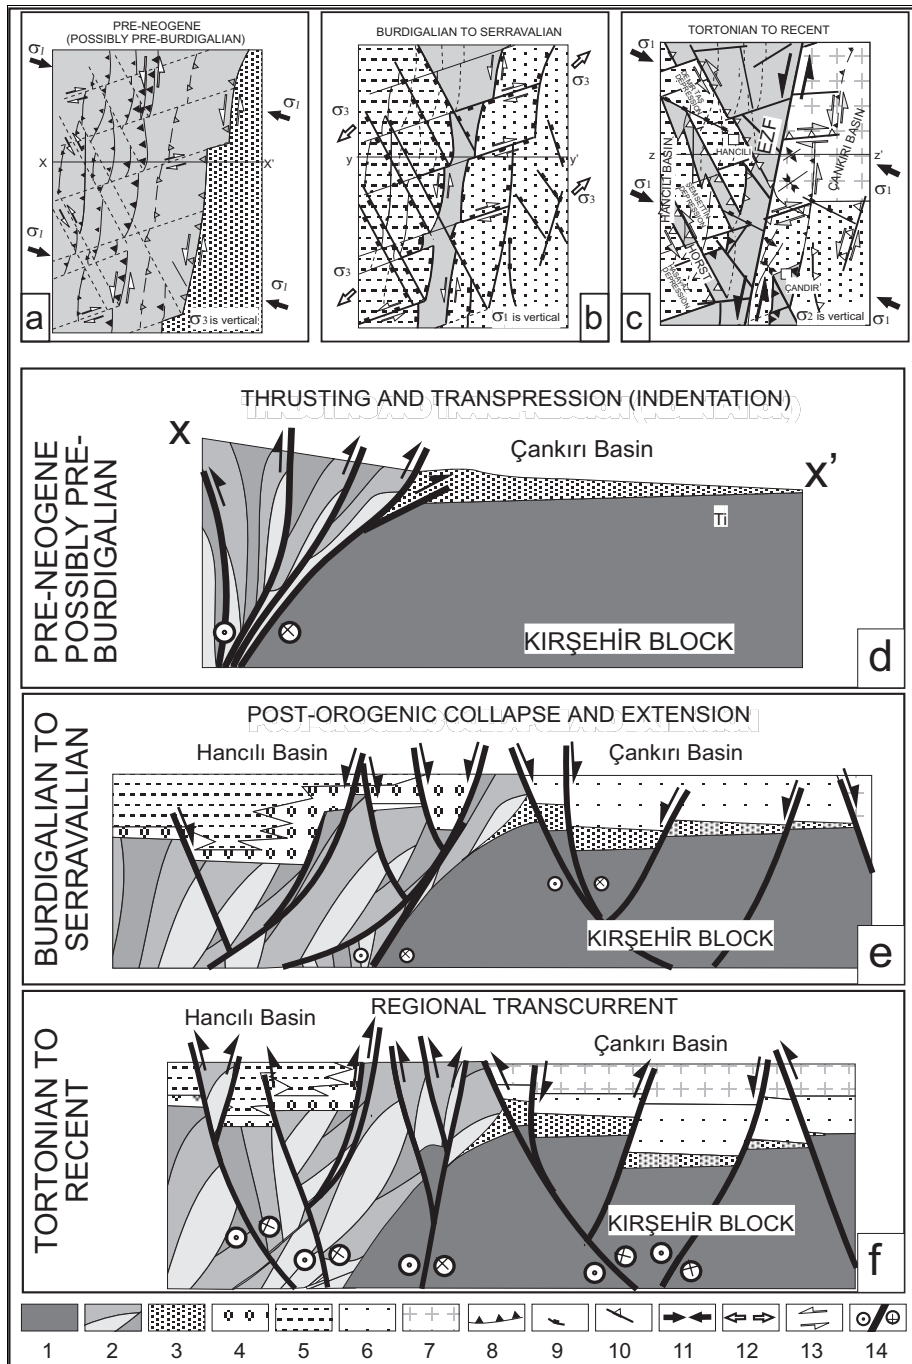 PRE-NEOGENE
(POSSIBLY PRE-BURDIGALIAN)
σ1
σ1
X
X'
σ1
σ1
σ3 is vertical
a
BURDIGALIAN TO SERRAVALIAN
σ3
σ3
y
y'
σ3
σ3
σ1 is vertical
b
TORTONIAN TO RECENT
σ1
HANCILI
EZF
ÇANKIRI BASIN
HANCILI BASIN
z
z'
σ1
σ1
HORST
ÇANDIR
σ2 is vertical
σ1
c
PRE-NEOGENE
POSSIBLY PRE-
BURDIGALIAN
THRUSTING AND TRANSPRESSION (INDENTATION)
X
Çankırı Basin
X’
Ti
KIRŞEHİR BLOCK
d
BURDIGALIAN TO
SERRAVALLIAN
POST-OROGENIC COLLAPSE AND EXTENSION
Hancılı Basin
Çankırı Basin
KIRŞEHİR BLOCK
e
TORTONIAN TO
RECENT
REGIONAL TRANSCURRENT
Hancılı Basin
Çankırı Basin
KIRŞEHİR BLOCK
f
1 2 3 4 5 6 7 8 9 10 11 12 13 14